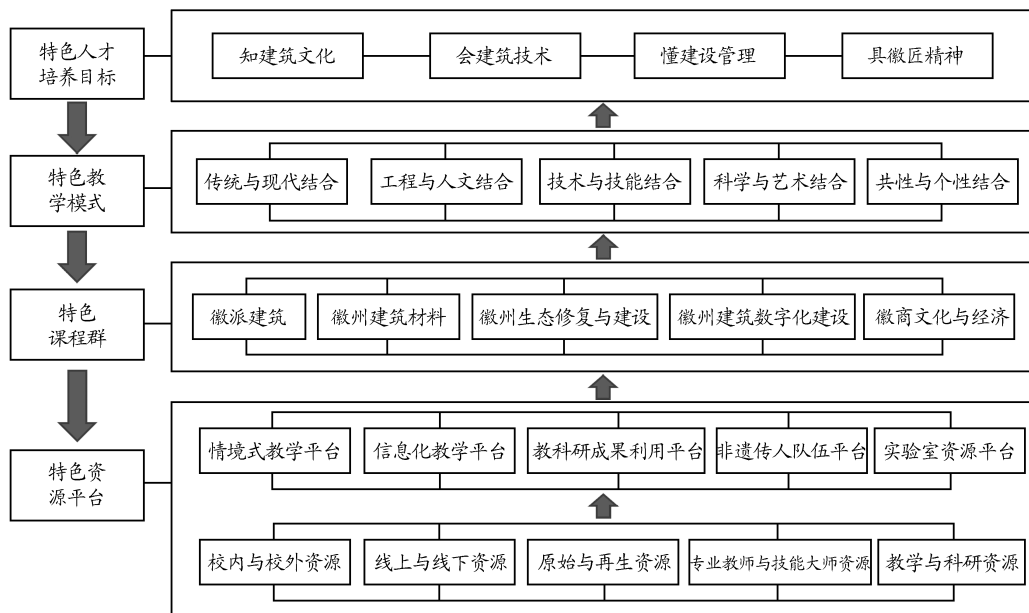 特色人才
培养目标
知建筑文化
会建筑技术
懂建设管理
具徽匠精神
特色教
学模式
传统与现代结合
工程与人文结合
技术与技能结合
科学与艺术结合
共性与个性结合
特色
课程群
徽派建筑
徽州建筑材料
徽州生态修复与建设
徽州建筑数字化建设
徽商文化与经济
特色资
源平台
情境式教学平台
信息化教学平台
教科研成果利用平台
非遗传人队伍平台
实验室资源平台
校内与校外资源
线上与线下资源
原始与再生资源
专业教师与技能大师资源
教学与科研资源